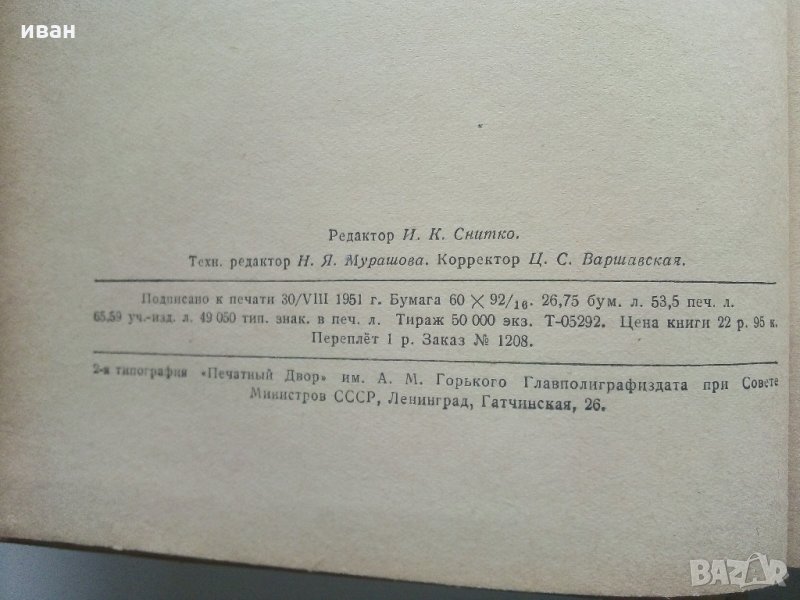 иван
Редактор И. К. Снитко.
Техн. редактор Н. Я. Мурашова. Корректор Ц. С. Варшавская.
Подписано к печати 30/VIII 1951 г. Бумага 60 × 92/16. 26,75 бум. л. 53,5 печ. л.
65,59 уч.-изд. л. 49 050 тип. знак. в печ. л. Тираж 50 000 экз. Т-05292. Цена книги 22 р. 95 к.
Переплёт 1 р. Заказ № 1208.
2-я типография «Печатный Двор» им. А. М. Горького Главполиграфиздата при Совете
Министров СССР, Ленинград, Гатчинская, 26.
BAZAR